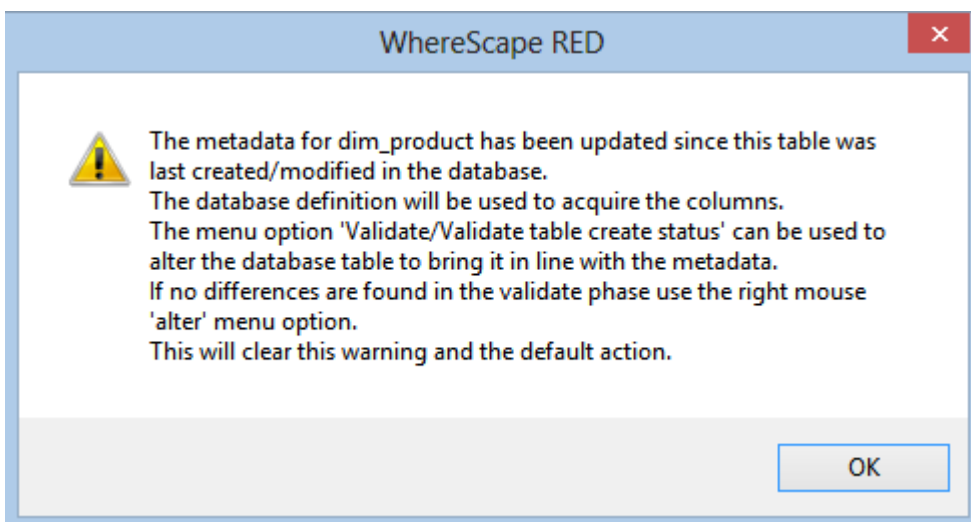 WhereScape RED
The metadata for dim_product has been updated since this table was
last created/modified in the database.
The database definition will be used to acquire the columns.
The menu option 'Validate/Validate table create status' can be used to
alter the database table to bring it in line with the metadata.
If no differences are found in the validate phase use the right mouse
'alter' menu option.
This will clear this warning and the default action.
OK